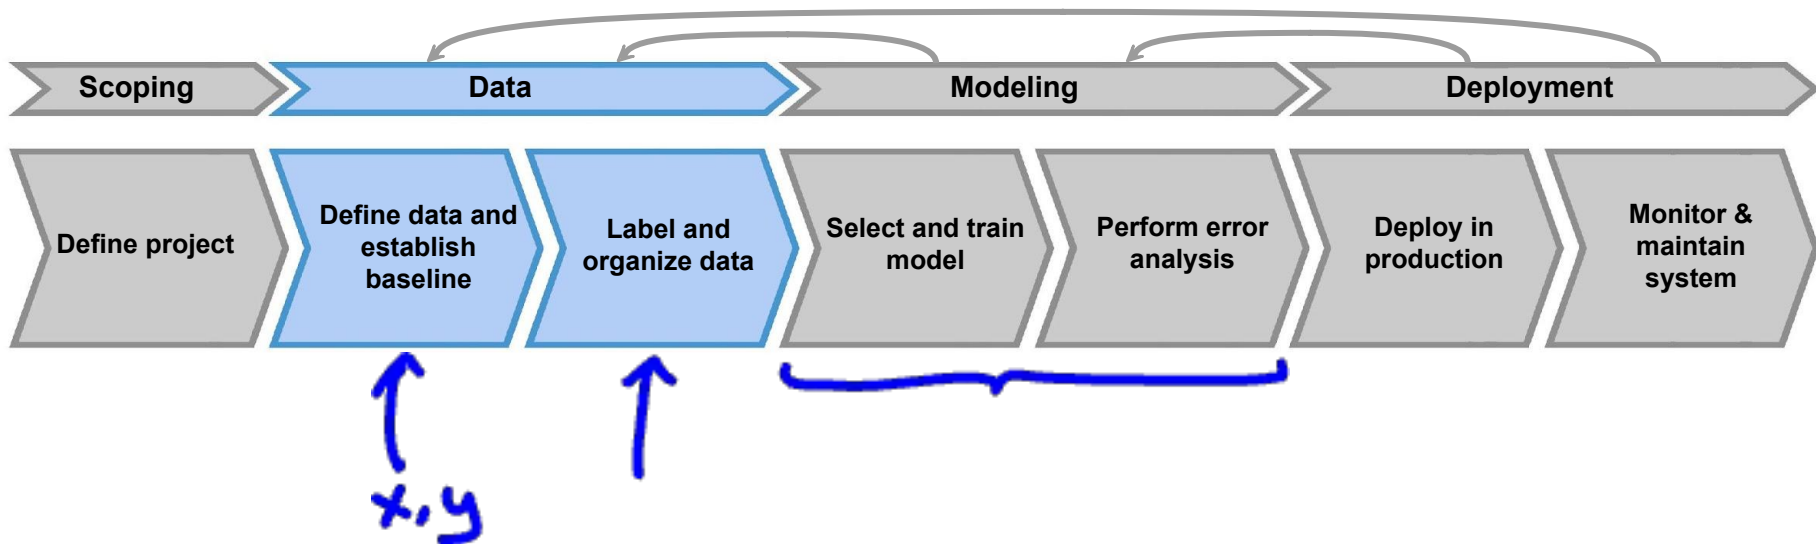 Scoping
Data
Modeling
Deployment
Define project
Define data and
establish
baseline
Label and
organize data
Select and train
model
Perform error
analysis
Deploy in
production
Monitor &
maintain
system
x,y